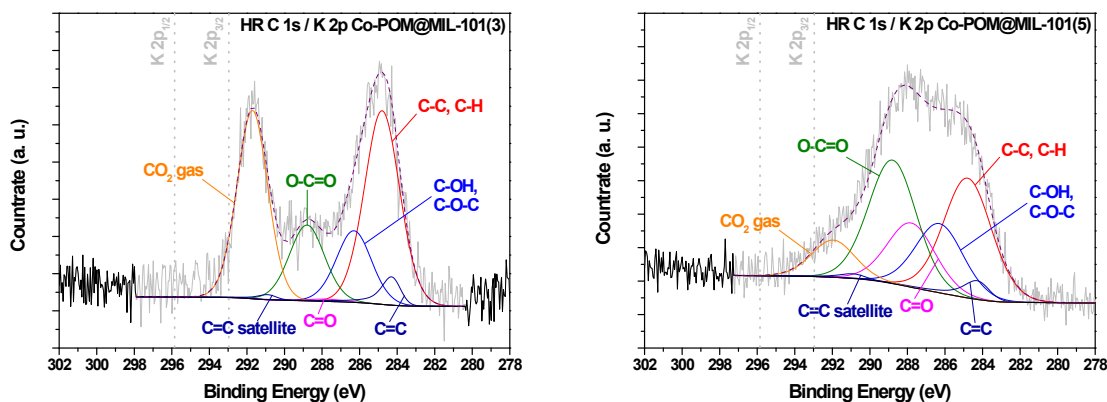 HR C 1s / K 2p Co-POM@MIL-101(3)
K 2p1/2
K 2p3/2
C-C, C-H
CO2 gas
O-C=O
C-OH,
C-O-C
C=C satellite
C=O
C=C
Countrate (a. u.)
302 300 298 296 294 292 290 288 286 284 282 280 278
Binding Energy (eV)
HR C 1s / K 2p Co-POM@MIL-101(5)
K 2p1/2
K 2p3/2
O-C=O
C-C, C-H
C-OH,
C-O-C
CO2 gas
C=O
C=C satellite
C=C
Countrate (a. u.)
302 300 298 296 294 292 290 288 286 284 282 280 278
Binding Energy (eV)